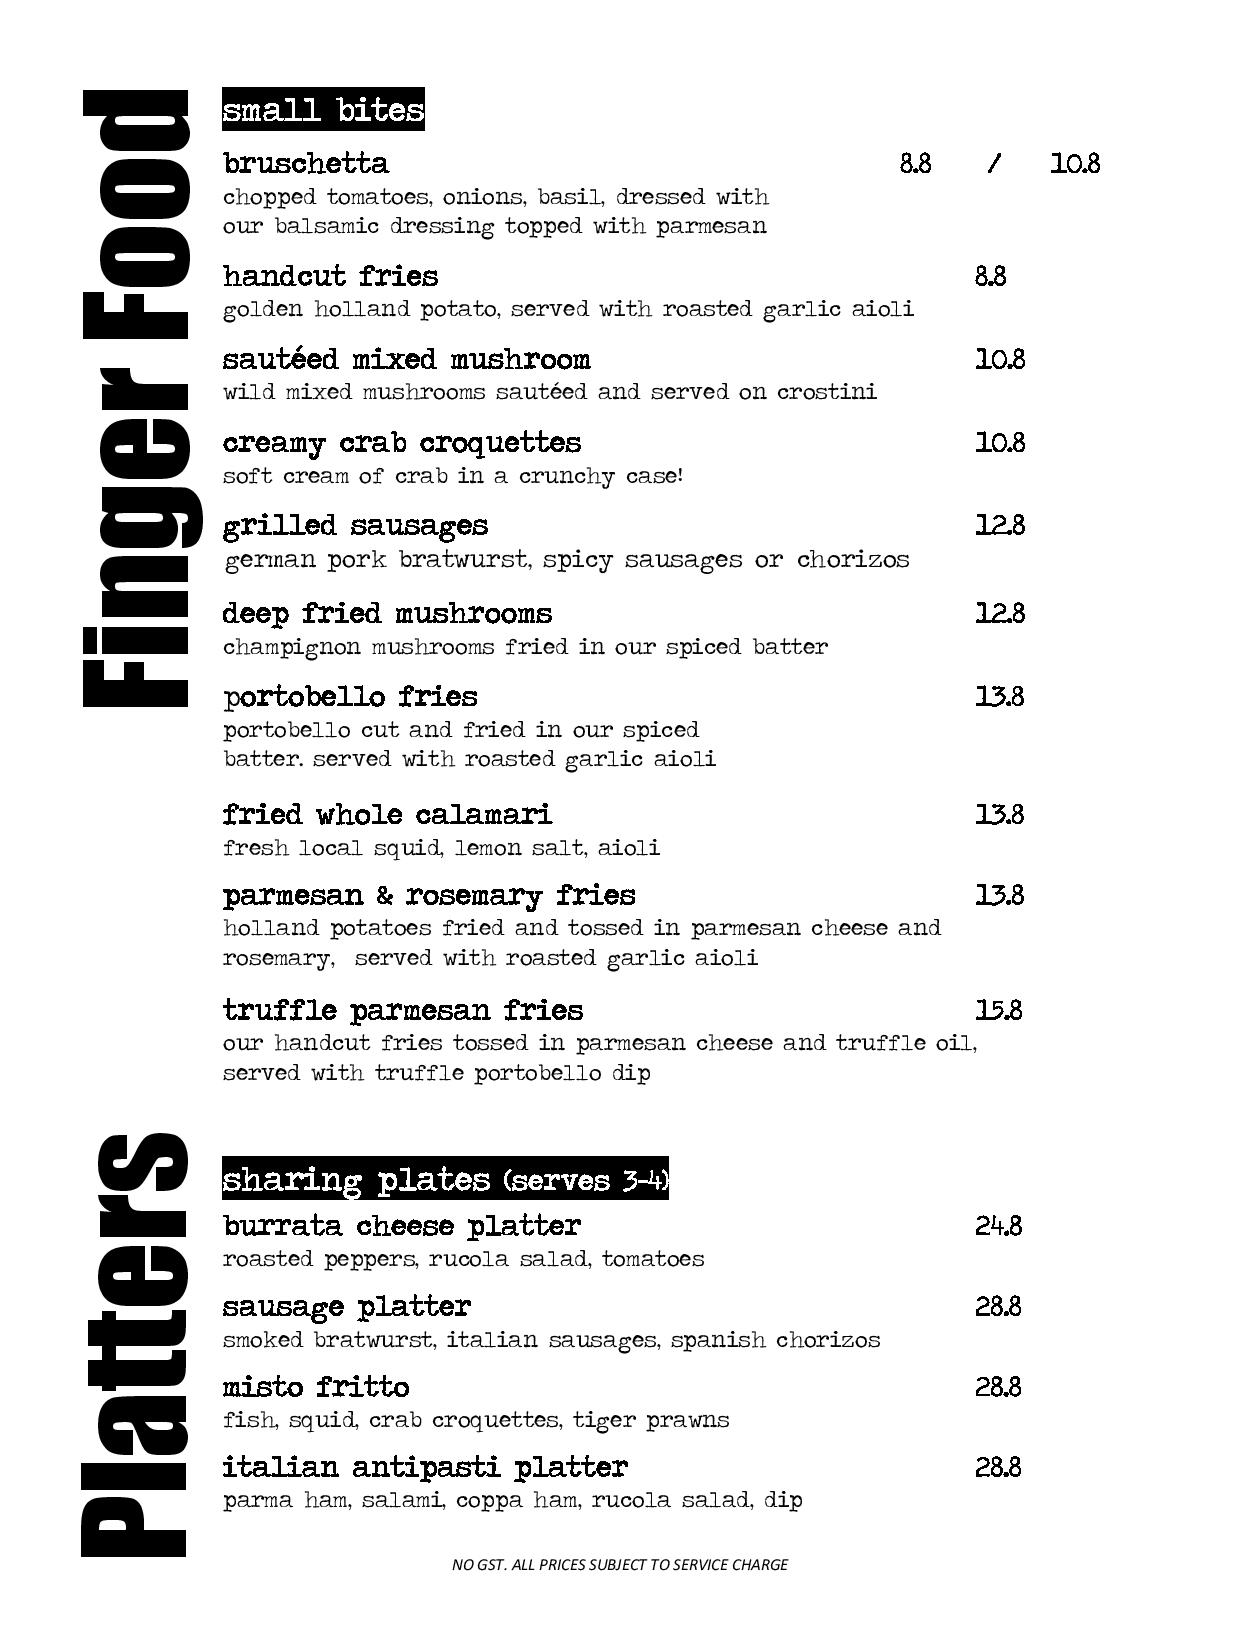 Finger Food
small bites
bruschetta 8.8 / 10.8
chopped tomatoes, onions, basil, dressed with
our balsamic dressing topped with parmesan
handcut fries 8.8
golden holland potato, served with roasted garlic aioli
sautéed mixed mushroom 10.8
wild mixed mushrooms sautéed and served on crostini
creamy crab croquettes 10.8
soft cream of crab in a crunchy case!
grilled sausages 12.8
german pork bratwurst, spicy sausages or chorizos
deep fried mushrooms 12.8
champignon mushrooms fried in our spiced batter
portobello fries 13.8
portobello cut and fried in our spiced
batter. served with roasted garlic aioli
fried whole calamari 13.8
fresh local squid, lemon salt, aioli
parmesan & rosemary fries 13.8
holland potatoes fried and tossed in parmesan cheese and
rosemary, served with roasted garlic aioli
truffle parmesan fries 15.8
our handcut fries tossed in parmesan cheese and truffle oil,
served with truffle portobello dip
Platters
sharing plates (serves 3-4)
burrata cheese platter 24.8
roasted peppers, rucola salad, tomatoes
sausage platter 28.8
smoked bratwurst, italian sausages, spanish chorizos
misto fritto 28.8
fish, squid, crab croquettes, tiger prawns
italian antipasti platter 28.8
parma ham, salami, coppa ham, rucola salad, dip
NO GST. ALL PRICES SUBJECT TO SERVICE CHARGE